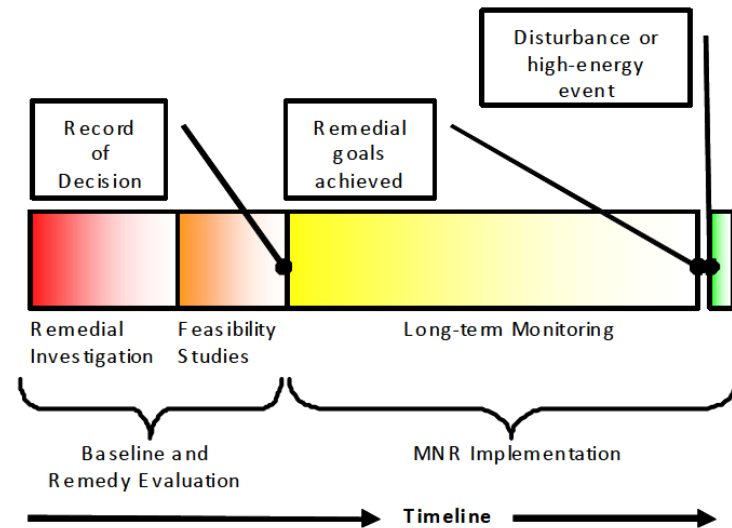 Disturbance or
high-energy
event
Record
of
Decision
Remedial
goals
achieved
Remedial
Investigation
Feasibility
Studies
Long-term Monitoring
Baseline and
Remedy Evaluation
MNR Implementation
Timeline